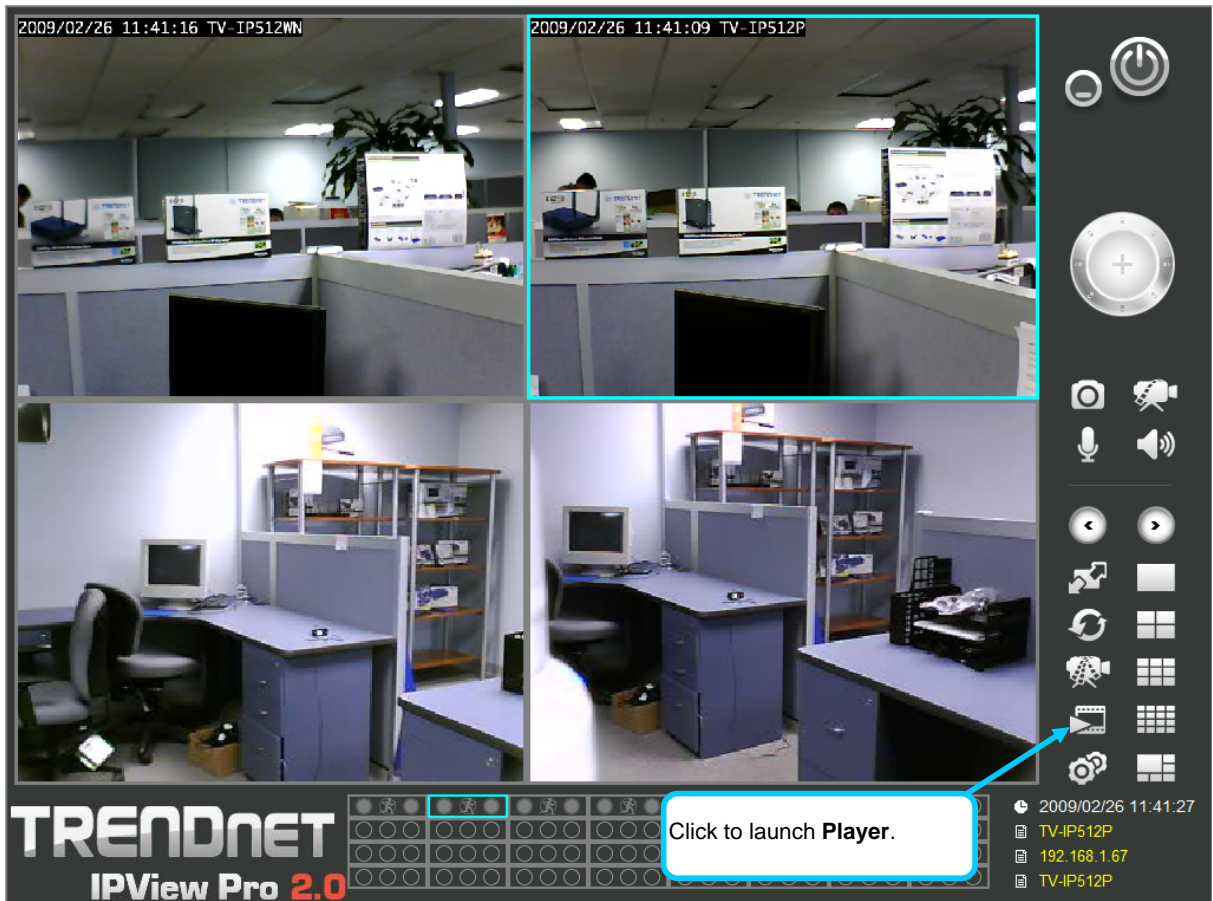 2009/02/26 11:41:16 TV-IP512WN
2009/02/26 11:41:09 TV-IP512P
TRENDNET
TRENDNET
TRENDNET
IPView Pro 2.0
Click to launch Player.
2009/02/26 11:41:27
TV-IP512P
192.168.1.67
TV-IP512P